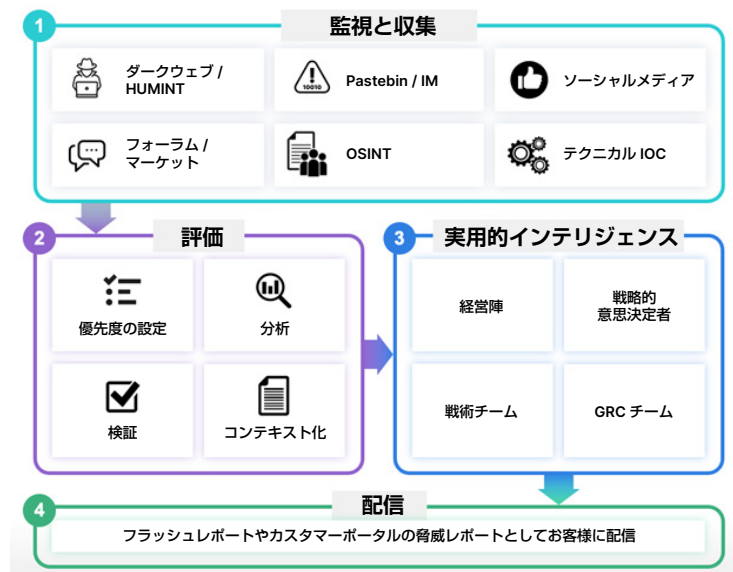 1
監視と収集
ダークウェブ /
HUMINT
10010
Pastebin / IM
ソーシャルメディア
フォーラム /
マーケット
OSINT
テクニカル IOC
2
評価
優先度の設定
分析
検証
コンテキスト化
3
実用的インテリジェンス
経営陣
戦略的
意思決定者
戦術チーム
GRC チーム
4
配信
フラッシュレポートやカスタマーポータルの脅威レポートとしてお客様に配信